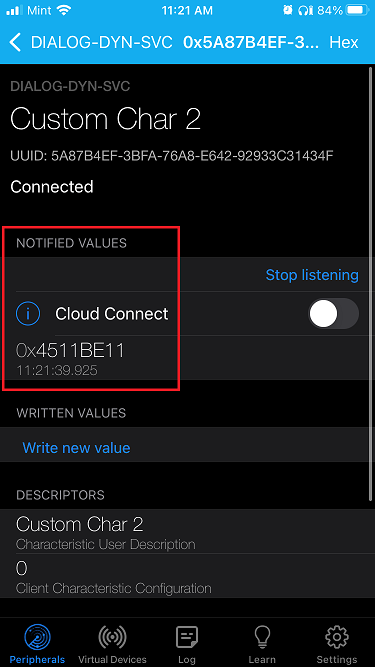 Mint 11:21 AM 84%
DIALOG-DYN-SVC 0x5A87B4EF-3... Hex
DIALOG-DYN-SVC
Custom Char 2
UUID: 5A87B4EF-3BFA-76A8-E642-92933C31434F
Connected
NOTIFIED VALUES
Stop listening
Cloud Connect
0x4511BE11
11:21:39.925
WRITTEN VALUES
Write new value
DESCRIPTORS
Custom Char 2
Characteristic User Description
0
Client Characteristic Configuration
Peripherals Virtual Devices Log Learn Settings